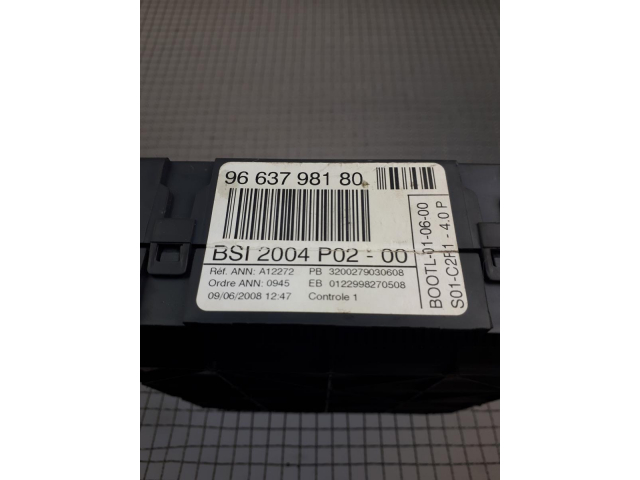 96 637 981 80
BSI 2004 P02 - 00
Réf. ANN: A12272 PB 3200279030608
Ordre ANN: 0945 EB 0122998270508
09/06/2008 12:47 Controle 1
BOOTL-01-06-00
S01-C2R1 - 4.0 P